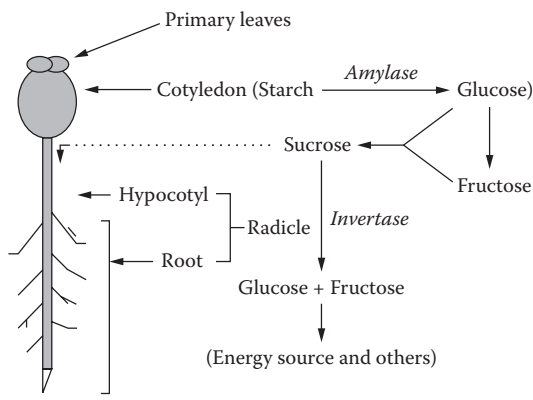 Primary leaves
Cotyledon (Starch Amylase Glucose)
Sucrose
Fructose
Hypocotyl
Radicle
Invertase
Root
Glucose + Fructose
(Energy source and others)